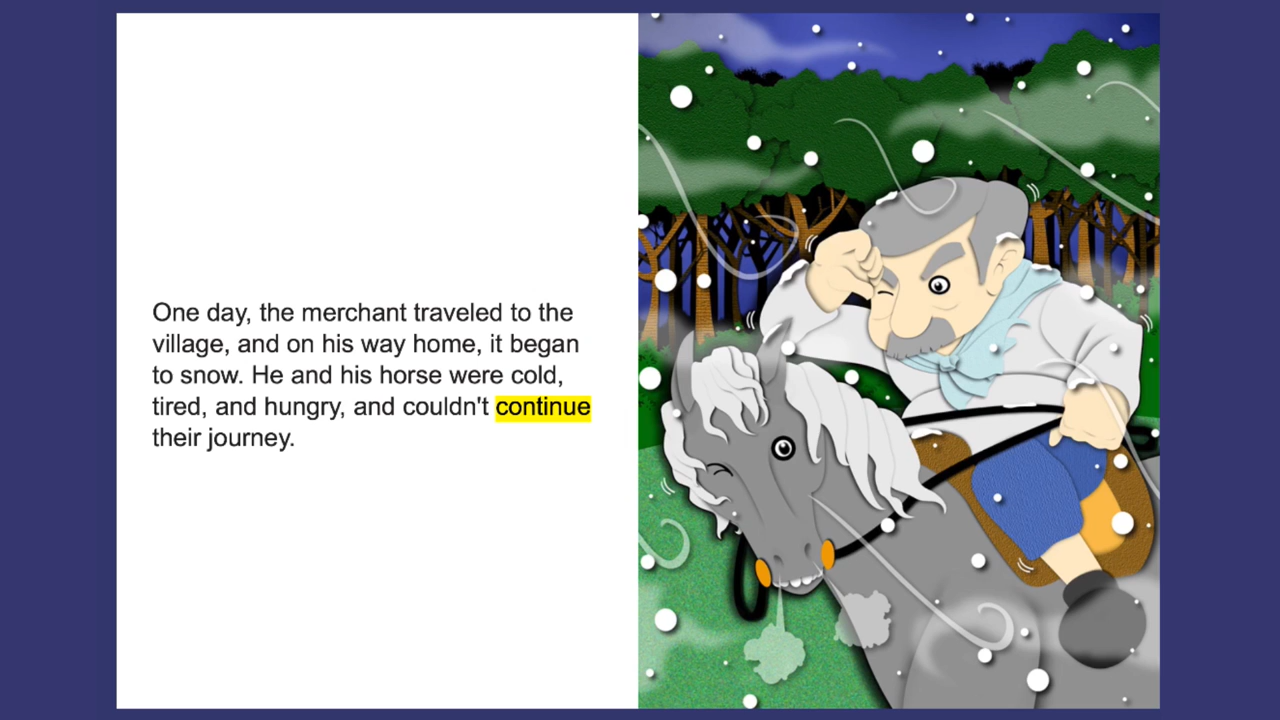 One day, the merchant traveled to the
village, and on his way home, it began
to snow. He and his horse were cold,
tired, and hungry, and couldn't continue
their journey.